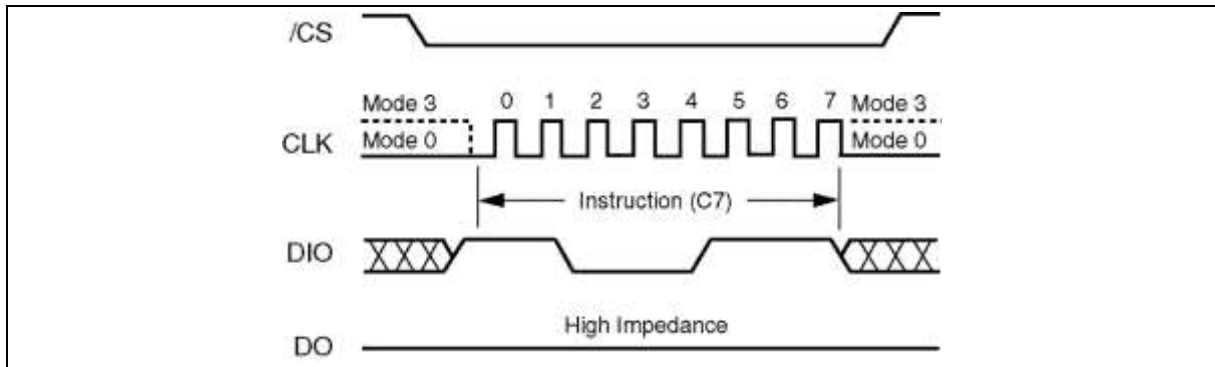 /CS
Mode 3 0 1 2 3 4 5 6 7 Mode 3
CLK Mode 0 Mode 0
Instruction (C7)
DIO
High Impedance
DO